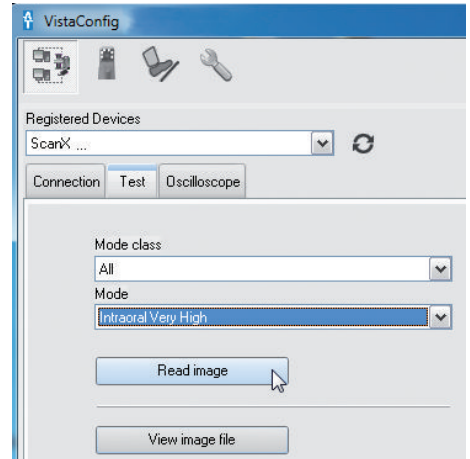 VistaConfig
Registered Devices
ScanX ...
Connection Test Oscilloscope
Mode class
All
Mode
Intraoral Very High
Read image
View image file